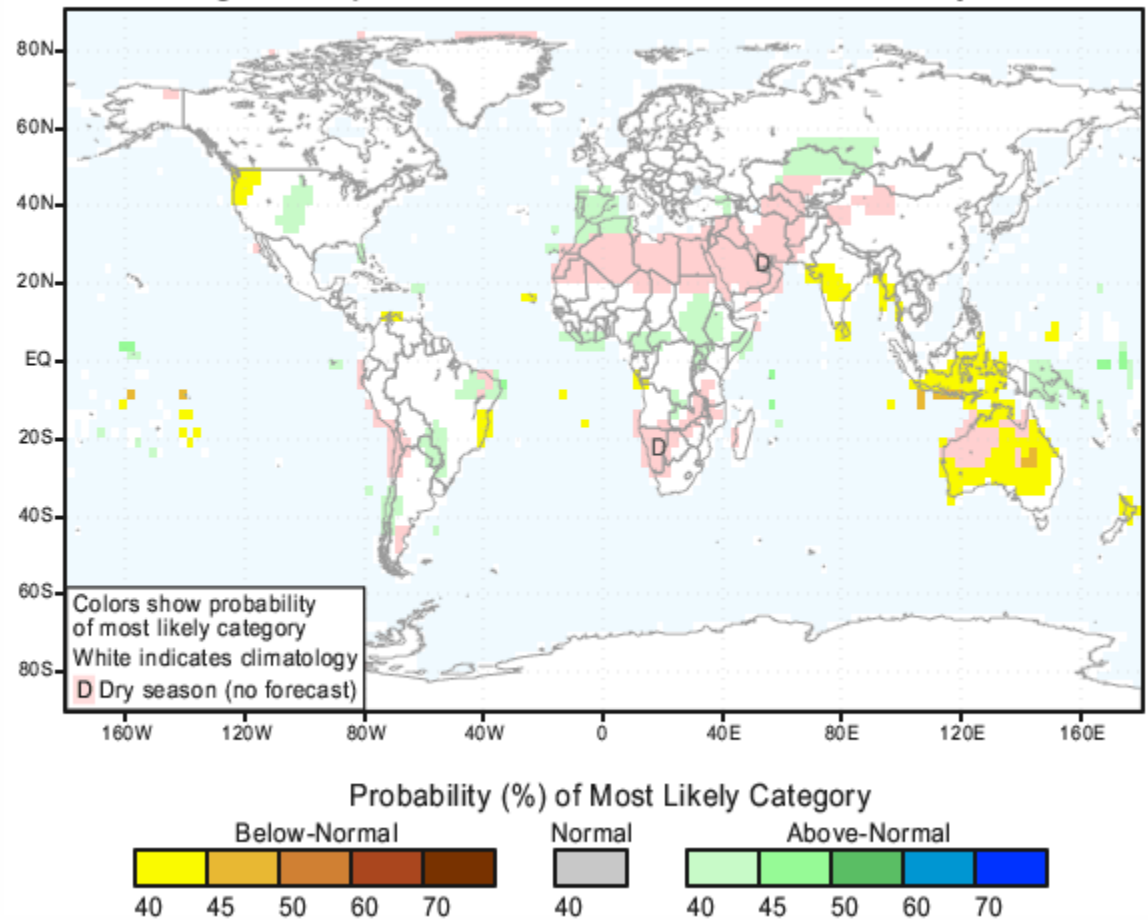 80N
60N
40N
20N
EQ
20S
40S
60S
80S
D
D
Colors show probability
of most likely category
White indicates climatology
D Dry season (no forecast)
160W 120W 80W 40W 0 40E 80E 120E 160E
Probability (%) of Most Likely Category
Below-Normal Normal Above-Normal
40 45 50 60 70 40 40 45 50 60 70